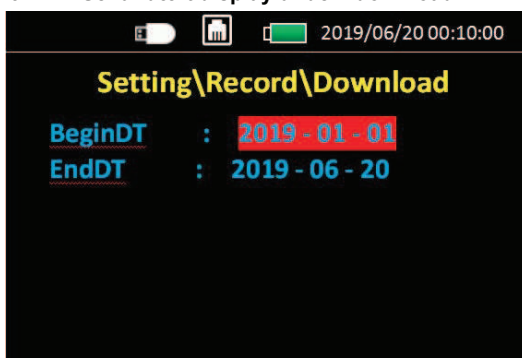 2019/06/20 00:10:00
Setting\Record\Download
BeginDT : 2019 - 01 - 01
EndDT : 2019 - 06 - 20